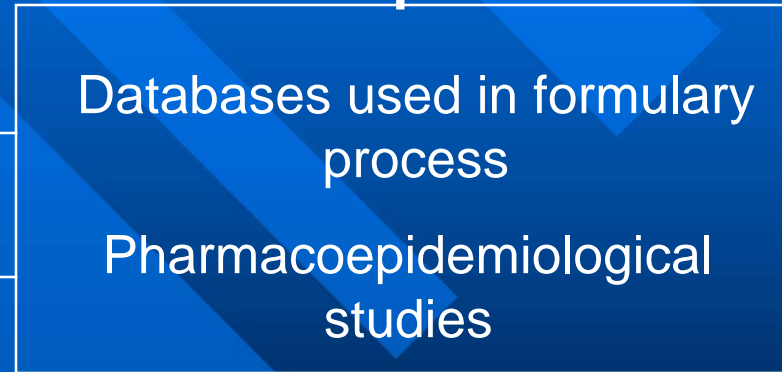 Databases used in formulary
process
Pharmacoepidemiological
studies